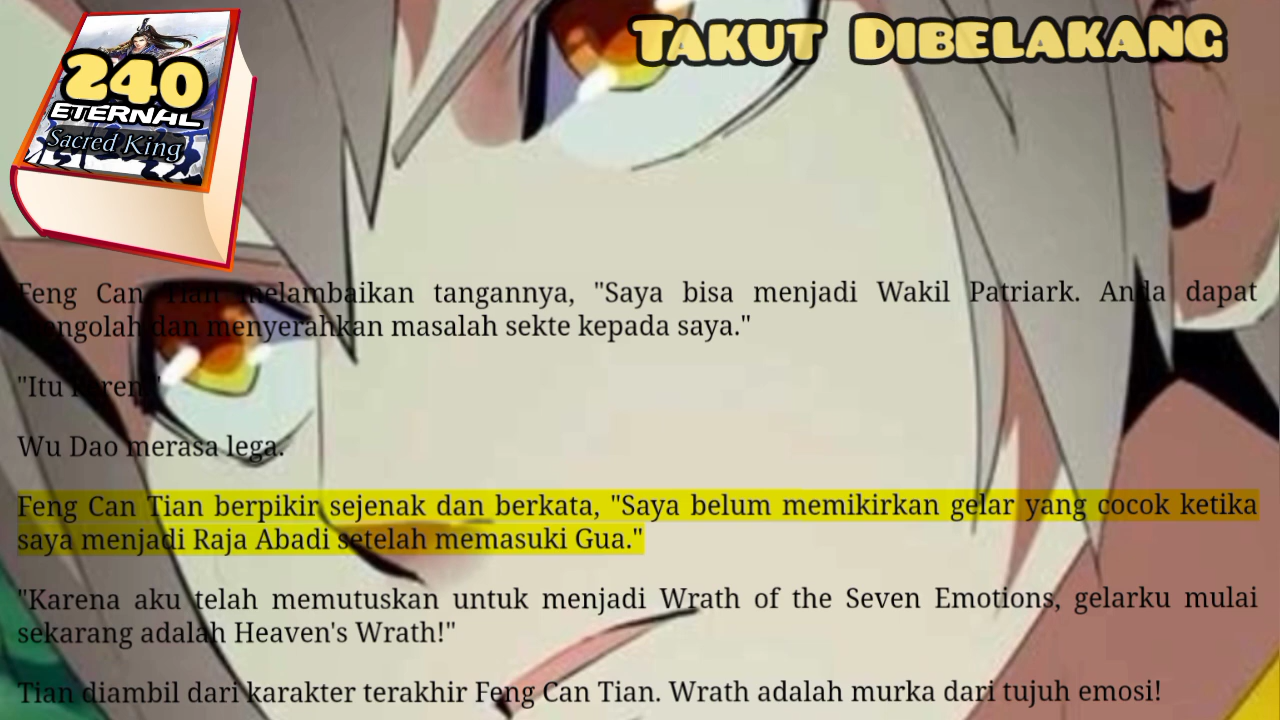 TAKUT DIBELAKANG
240
ETERNAL
Sacred King
Feng Can Tian melambaikan tangannya, "Saya bisa menjadi Wakil Patriark. Anda dapat
mengolah dan menyerahkan masalah sekte kepada saya."
"Itu keren!"
Wu Dao merasa lega.
Feng Can Tian berpikir sejenak dan berkata, "Saya belum memikirkan gelar yang cocok ketika
saya menjadi Raja Abadi setelah memasuki Gua."
"Karena aku telah memutuskan untuk menjadi Wrath of the Seven Emotions, gelarku mulai
sekarang adalah Heaven's Wrath!"
Tian diambil dari karakter terakhir Feng Can Tian. Wrath adalah murka dari tujuh emosi!